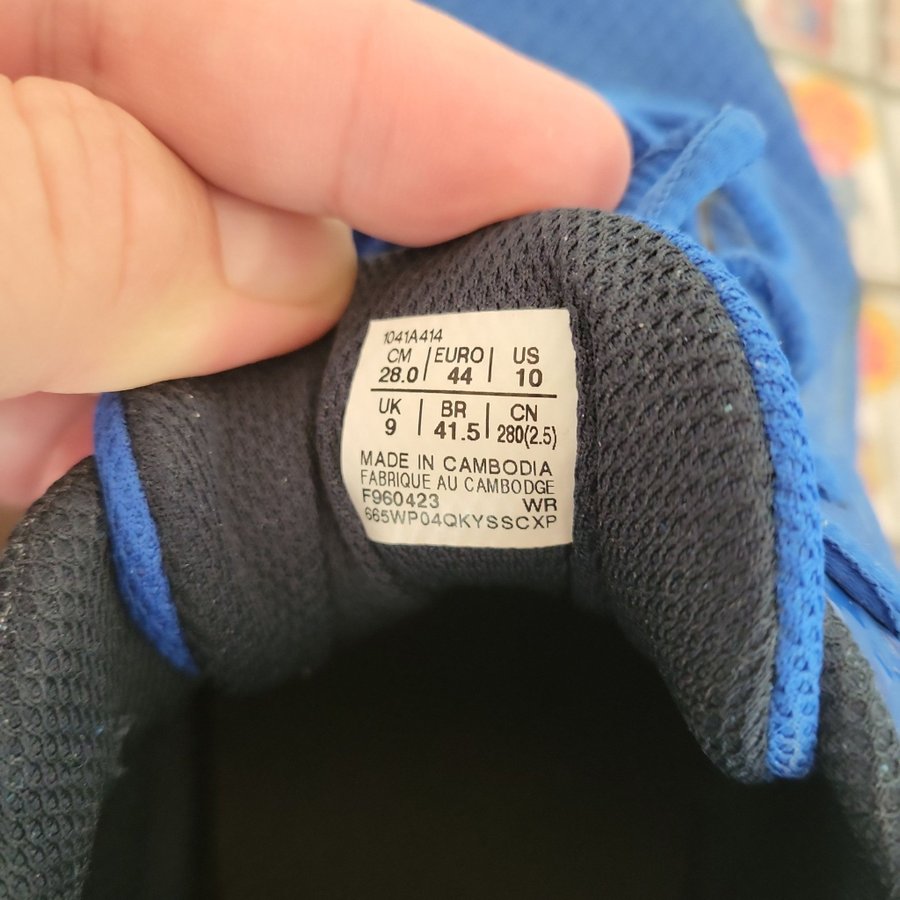 1041A414
CM | EURO | US
28.0 | 44 | 10
UK | BR | CN
9 | 41.5 | 280(2.5)
MADE IN CAMBODIA
FABRIQUE AU CAMBODGE
F960423 WR
665WP04QKYSSCXP